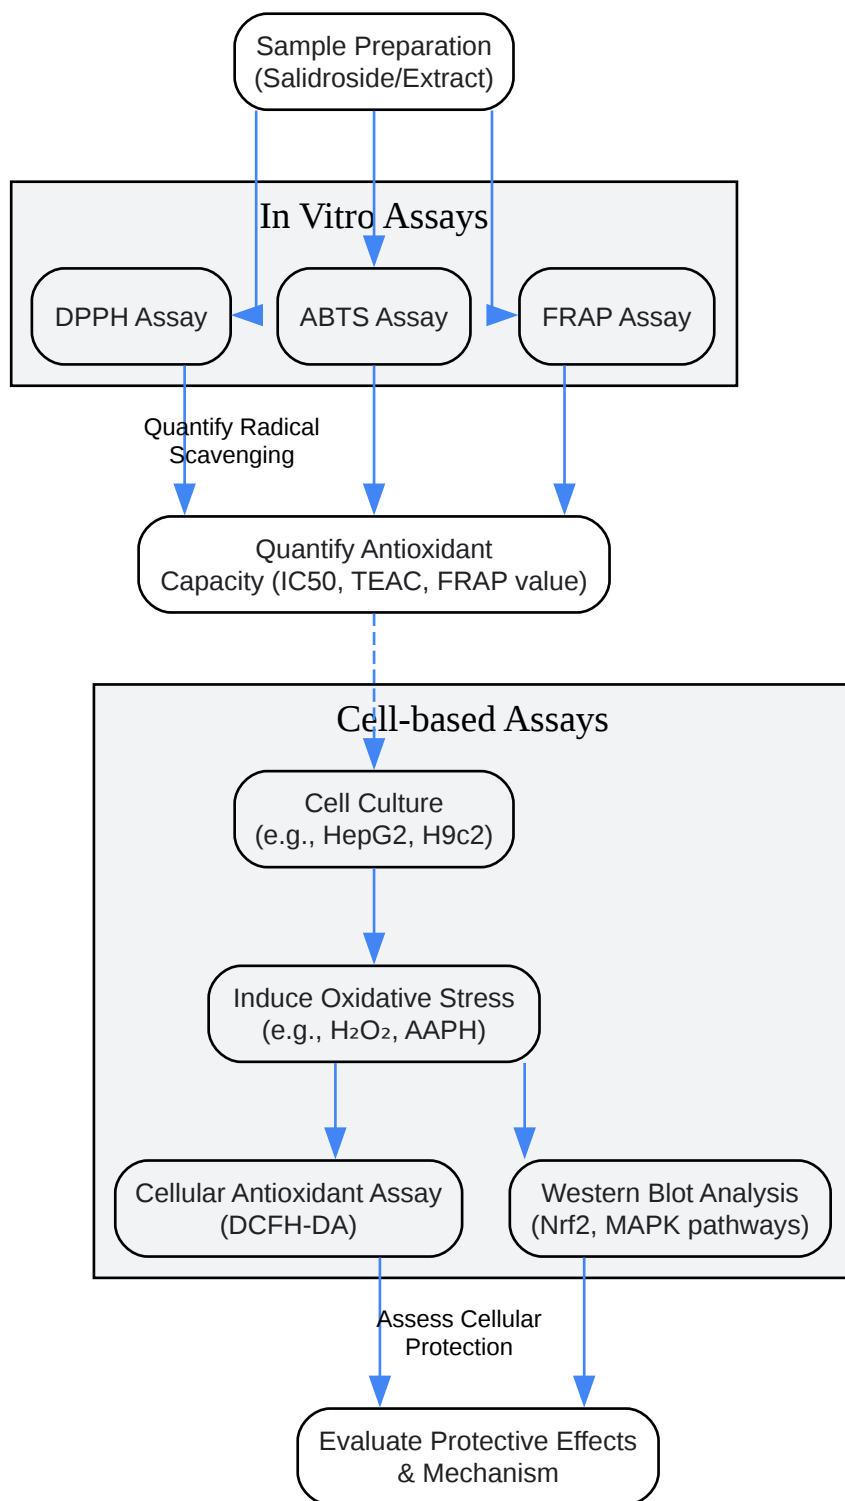 Sample Preparation
(Salidroside/Extract)
In Vitro Assays
DPPH Assay
ABTS Assay
FRAP Assay
Quantify Radical
Scavenging
Quantify Antioxidant
Capacity (IC50, TEAC, FRAP value)
Cell-based Assays
Cell Culture
(e.g., HepG2, H9c2)
Induce Oxidative Stress
(e.g., H₂O₂, AAPH)
Cellular Antioxidant Assay
(DCFH-DA)
Western Blot Analysis
(Nrf2, MAPK pathways)
Assess Cellular
Protection
Evaluate Protective Effects
& Mechanism